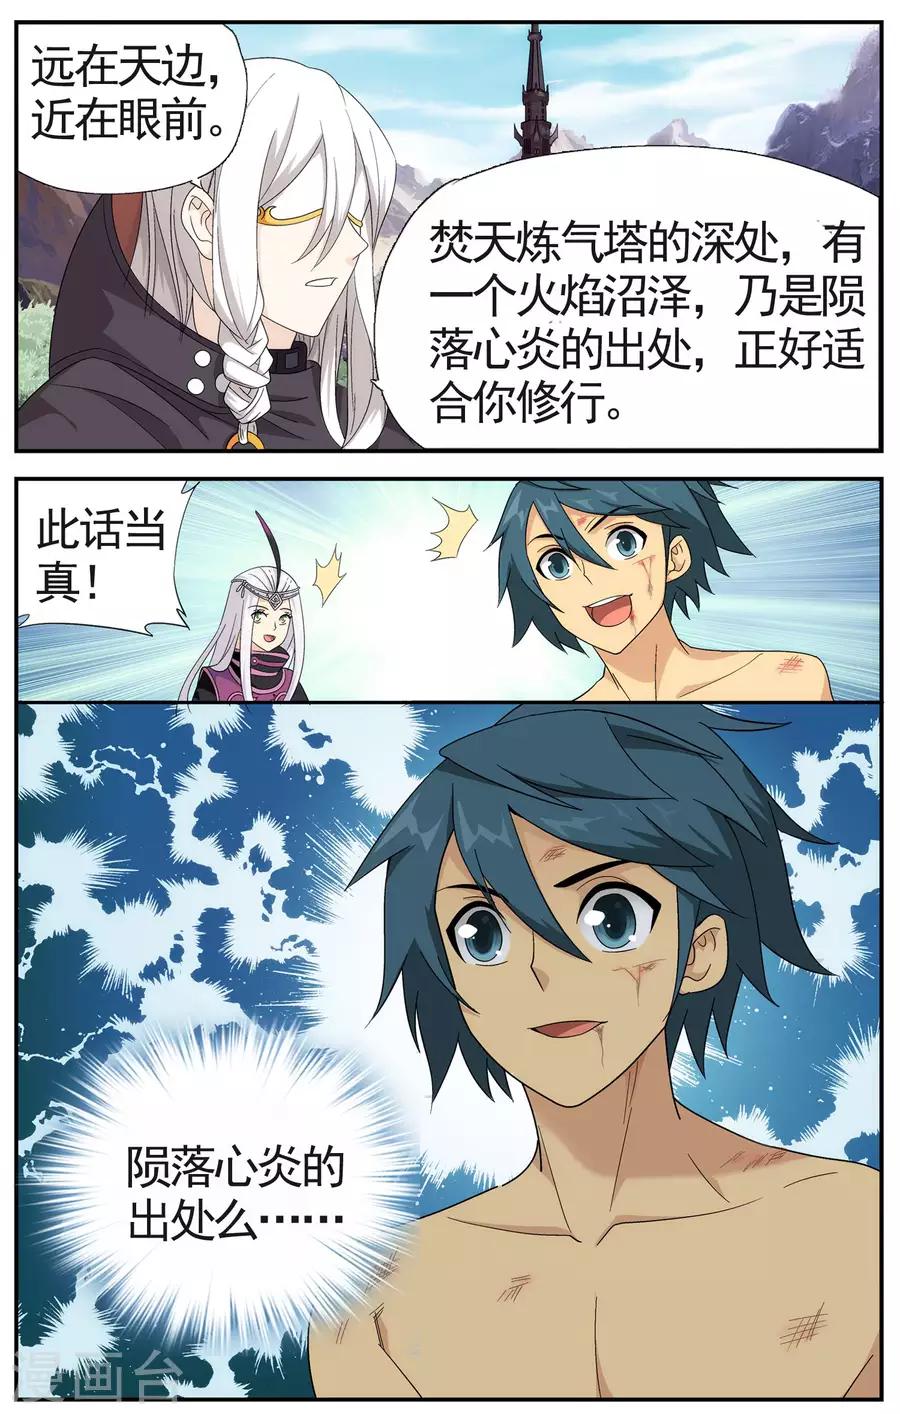 远在天边，
近在眼前。
焚天炼气塔的深处，有
一个火焰沼泽，乃是陨
落心炎的出处，正好适
合你修行。
此话当
真！
陨落心炎的
出处么……
漫画台